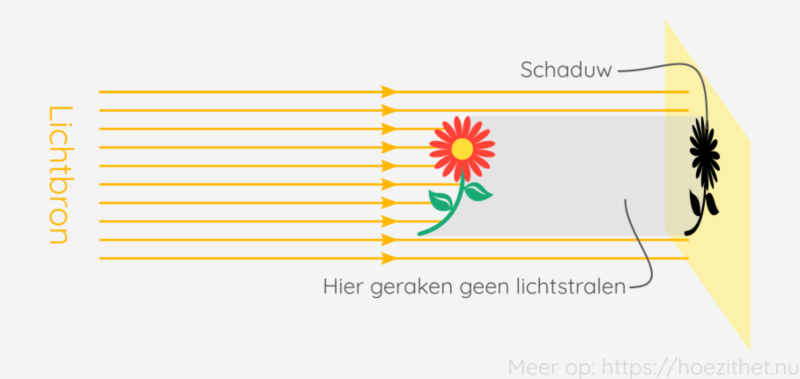 Schaduw
Lichtbron
Hier geraken geen lichtstralen
Meer op: https://hoezithet.nu